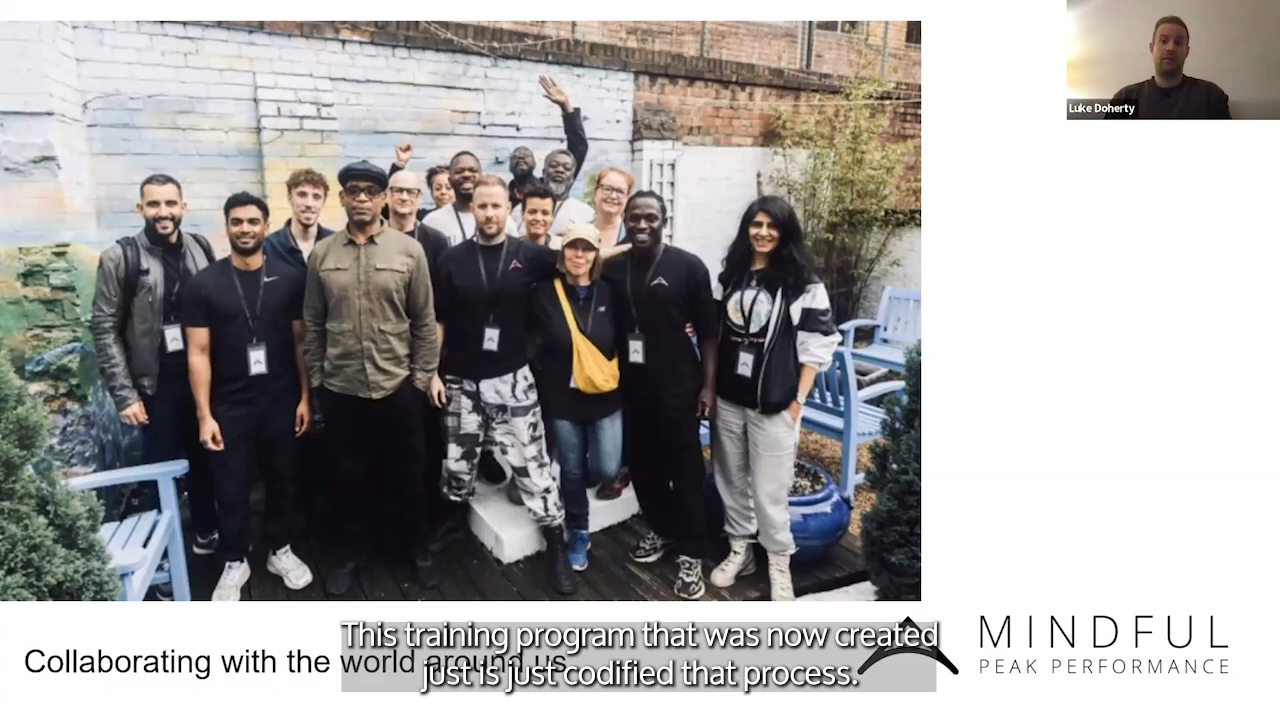 Luke Doherty
This training program that was now created
just is just codified that process.
Collaborating with the world around us
MINDFUL
PEAK PERFORMANCE